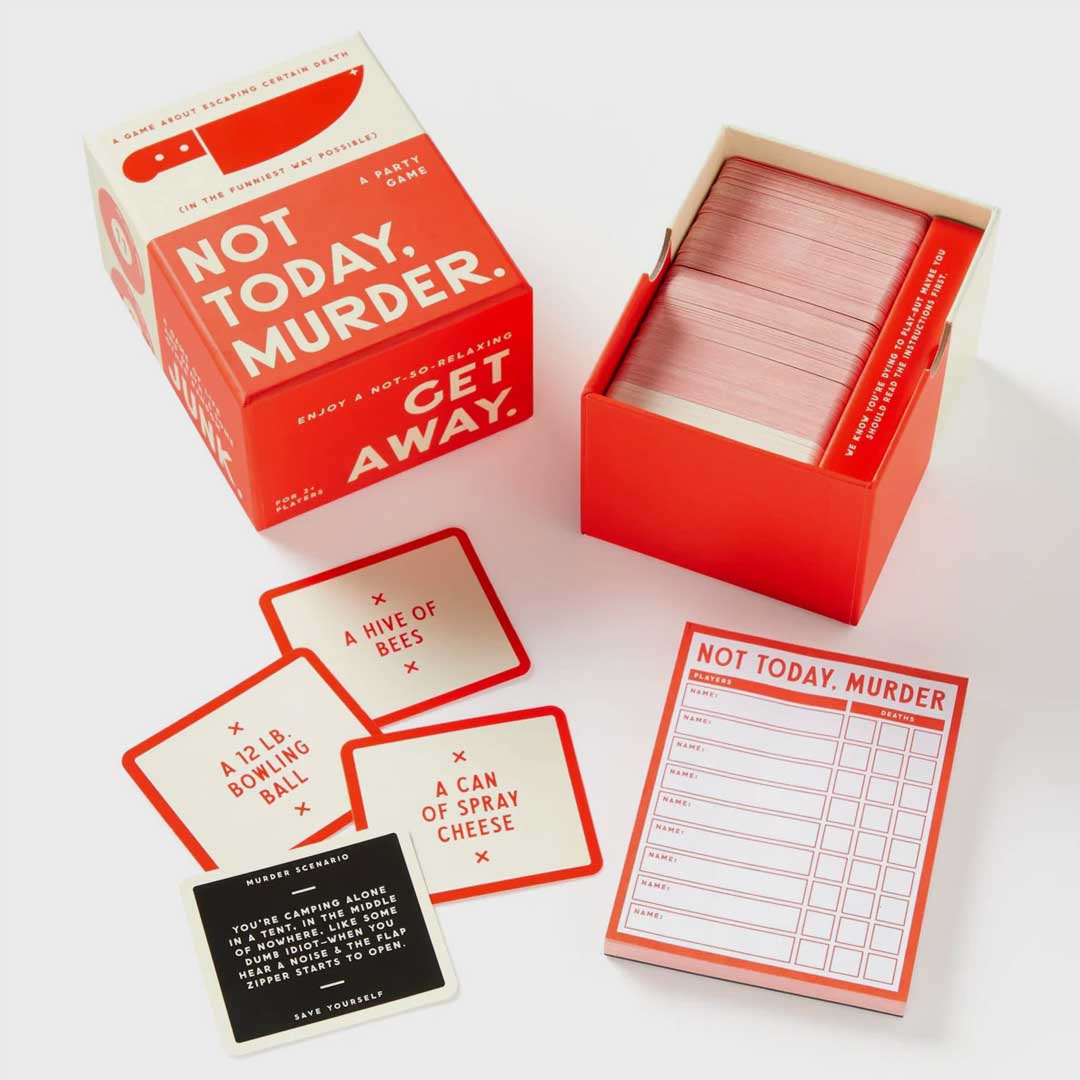 A GAME ABOUT ESCAPING CERTAIN DEATH
(IN THE FUNNIEST WAY POSSIBLE)
A PARTY
GAME
NOT
TODAY,
MURDER.
ENJOY A NOT-SO-RELAXING
GET
AWAY.
FOR 3+
PLAYERS
JUNK.
WE KNOW YOU'RE DYING TO PLAY—BUT MAYBE YOU
SHOULD READ THE INSTRUCTIONS FIRST.
A HIVE OF
BEES
A 12 LB.
BOWLING
BALL
A CAN
OF SPRAY
CHEESE
MURDER SCENARIO
YOU'RE CAMPING ALONE
IN A TENT, IN THE MIDDLE
OF NOWHERE, LIKE SOME
DUMB IDIOT—WHEN YOU
HEAR A NOISE & THE FLAP
ZIPPER STARTS TO OPEN.
SAVE YOURSELF
NOT TODAY, MURDER
PLAYERS
DEATHS
NAME:
NAME:
NAME:
NAME:
NAME:
NAME:
NAME:
NAME:
NAME: